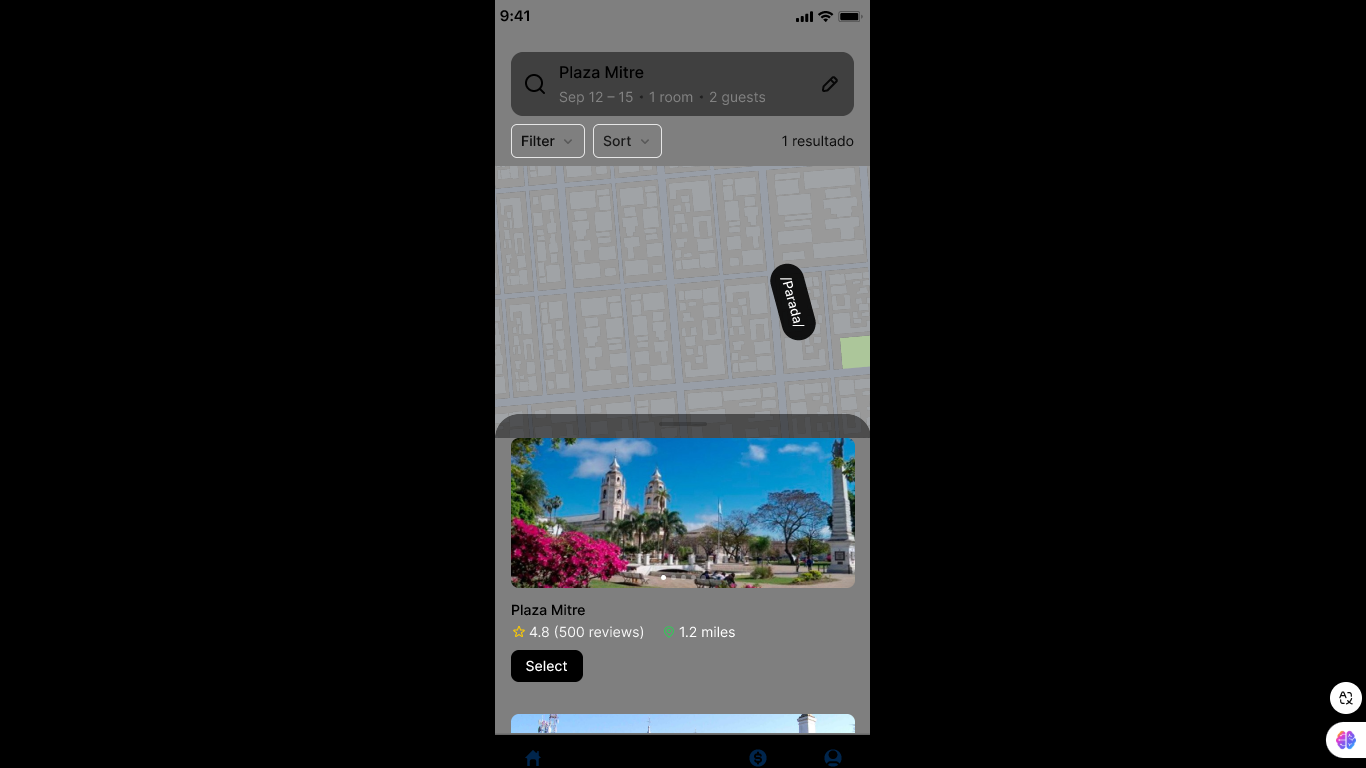 9:41
Plaza Mitre
Sep 12 – 15 • 1 room • 2 guests
Filter
Sort
1 resultado
|Parada|
Plaza Mitre
4.8 (500 reviews)
1.2 miles
Select